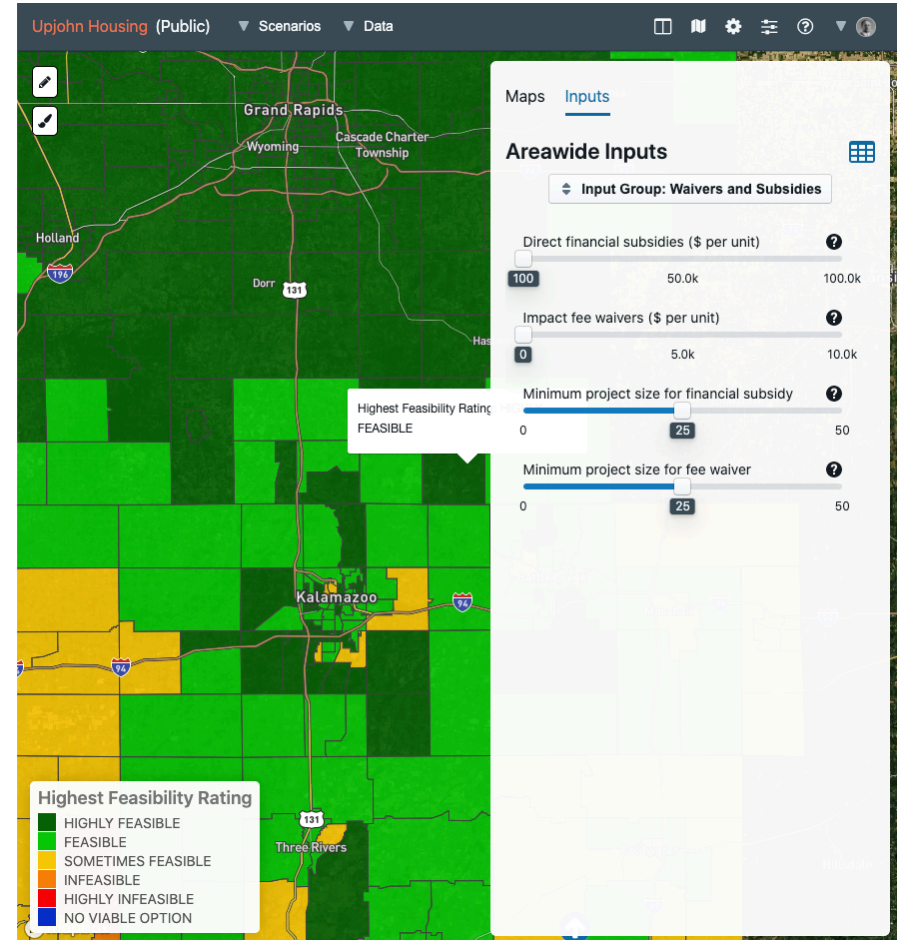 Upjohn Housing (Public) Scenarios Data
Maps Inputs
Areawide Inputs
Input Group: Waivers and Subsidies
Direct financial subsidies ($ per unit)
100 50.0k 100.0k
Impact fee waivers ($ per unit)
0 5.0k 10.0k
Minimum project size for financial subsidy
0 25 50
Minimum project size for fee waiver
0 25 50
Grand Rapids
Wyoming
Cascade Charter
Township
Holland
196
Dorr
131
Has
Highest Feasibility Rating
FEASIBLE
Kalamazoo
94
94
131
Three Rivers
Highest Feasibility Rating
HIGHLY FEASIBLE
FEASIBLE
SOMETIMES FEASIBLE
INFEASIBLE
HIGHLY INFEASIBLE
NO VIABLE OPTION